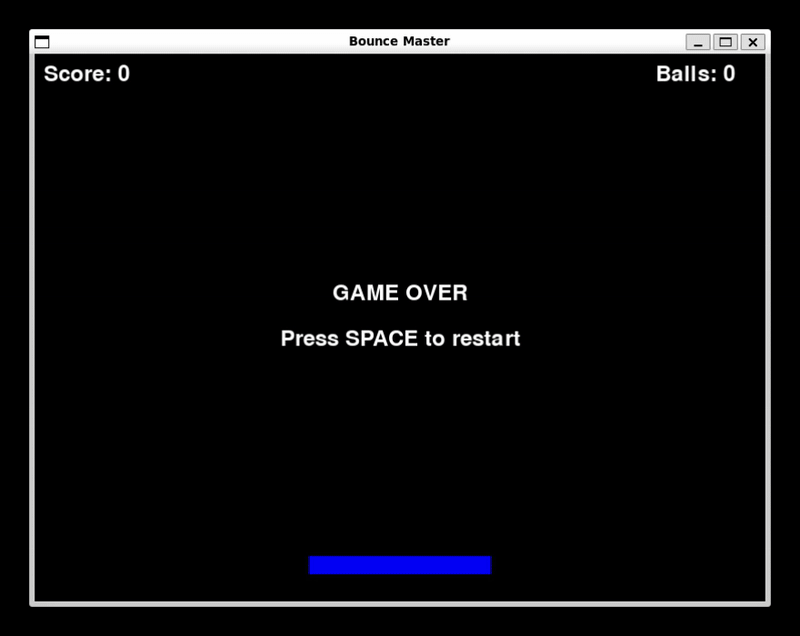 Bounce Master
Score: 0
Balls: 0
GAME OVER
Press SPACE to restart